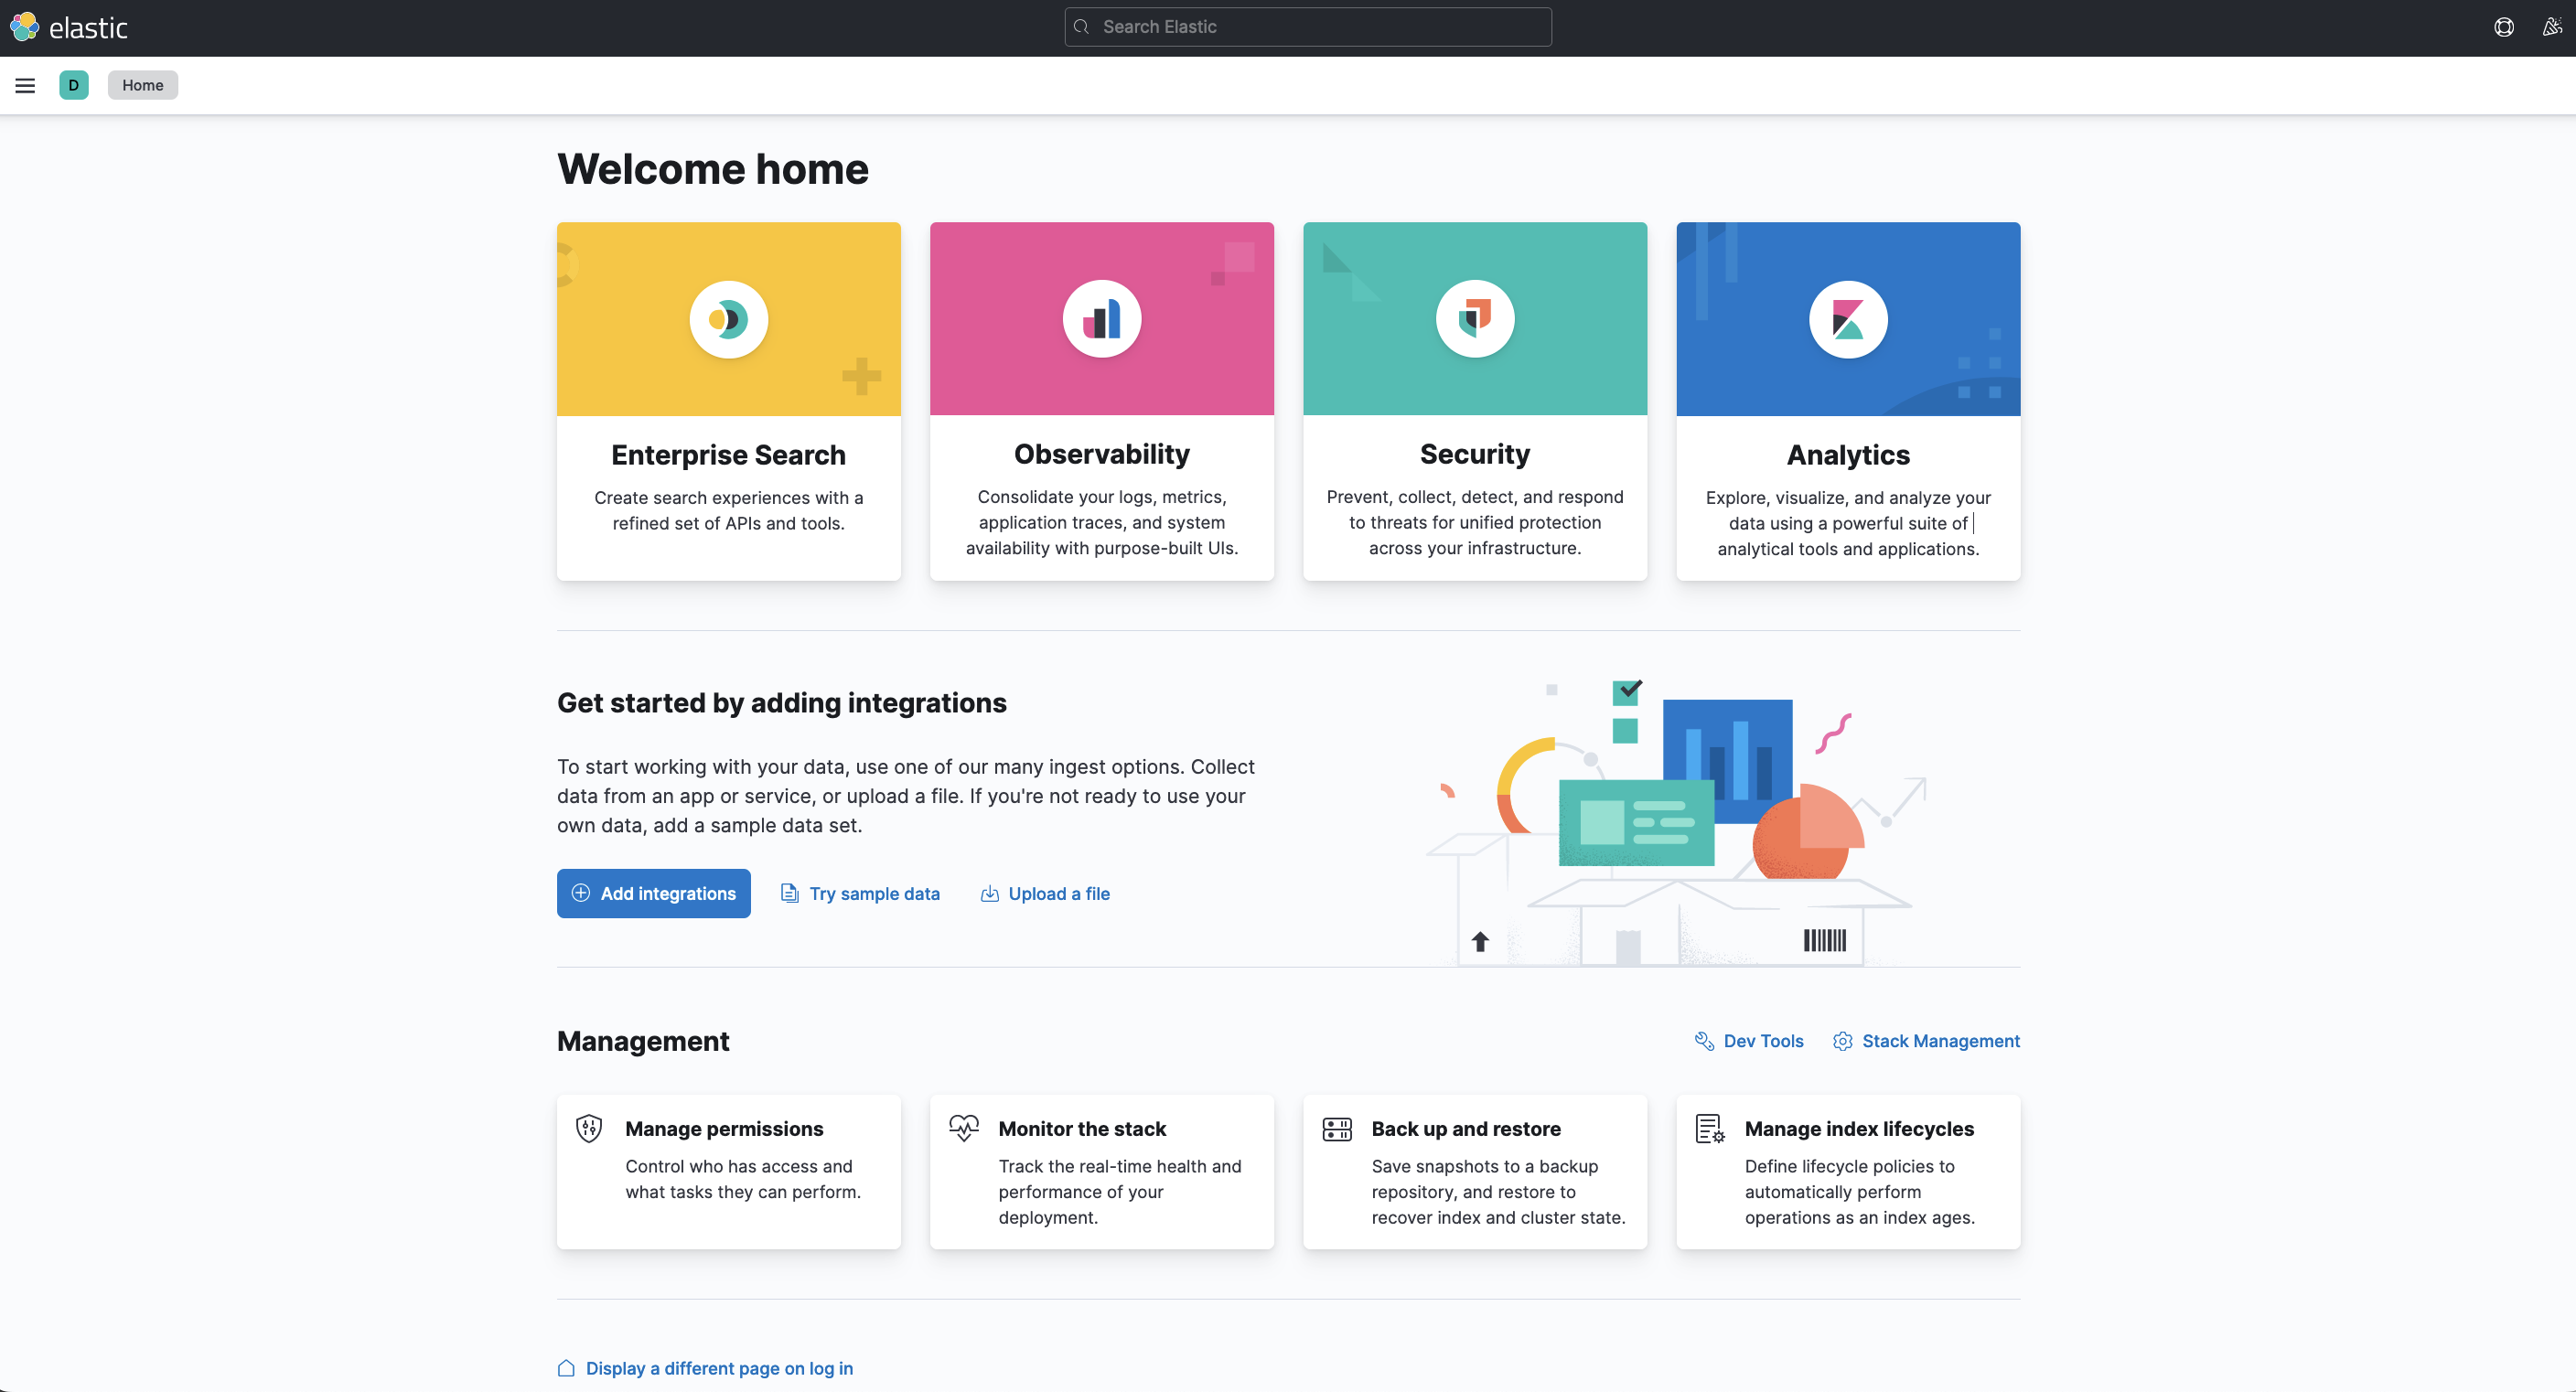 elastic
Search Elastic
D
Home
Welcome home
Enterprise Search
Create search experiences with a
refined set of APIs and tools.
Observability
Consolidate your logs, metrics,
application traces, and system
availability with purpose-built UIs.
Security
Prevent, collect, detect, and respond
to threats for unified protection
across your infrastructure.
Analytics
Explore, visualize, and analyze your
data using a powerful suite of
analytical tools and applications.
Get started by adding integrations
To start working with your data, use one of our many ingest options. Collect
data from an app or service, or upload a file. If you're not ready to use your
own data, add a sample data set.
Add integrations
Try sample data
Upload a file
Management
Dev Tools
Stack Management
Manage permissions
Control who has access and
what tasks they can perform.
Monitor the stack
Track the real-time health and
performance of your
deployment.
Back up and restore
Save snapshots to a backup
repository, and restore to
recover index and cluster state.
Manage index lifecycles
Define lifecycle policies to
automatically perform
operations as an index ages.
Display a different page on log in